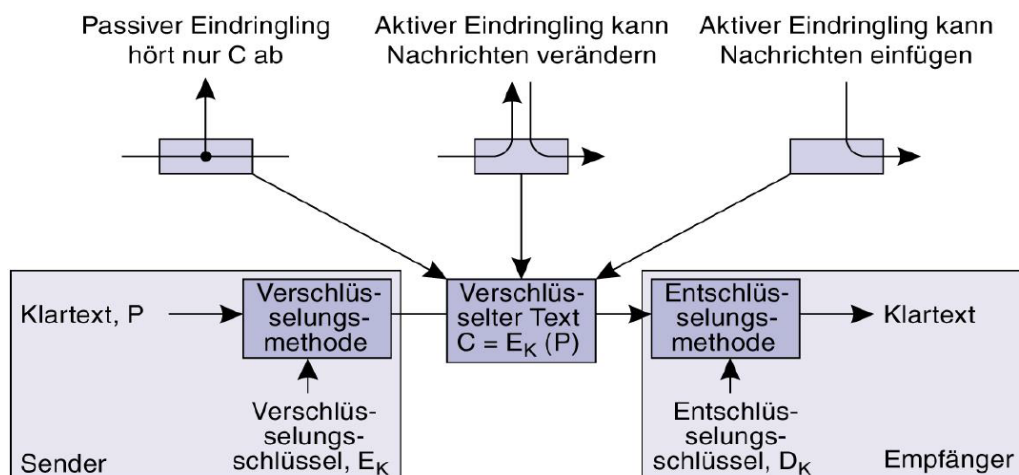 Passiver Eindringling
hört nur C ab
Aktiver Eindringling kann
Nachrichten verändern
Aktiver Eindringling kann
Nachrichten einfügen
Klartext, P
Verschlüs-
selungs-
methode
Verschlüs-
selter Text
C = E_K (P)
Entschlüs-
selungs-
methode
Klartext
Verschlüs-
selungs-
schlüssel, E_K
Entschlüs-
selungs-
schlüssel, D_K
Sender
Empfänger